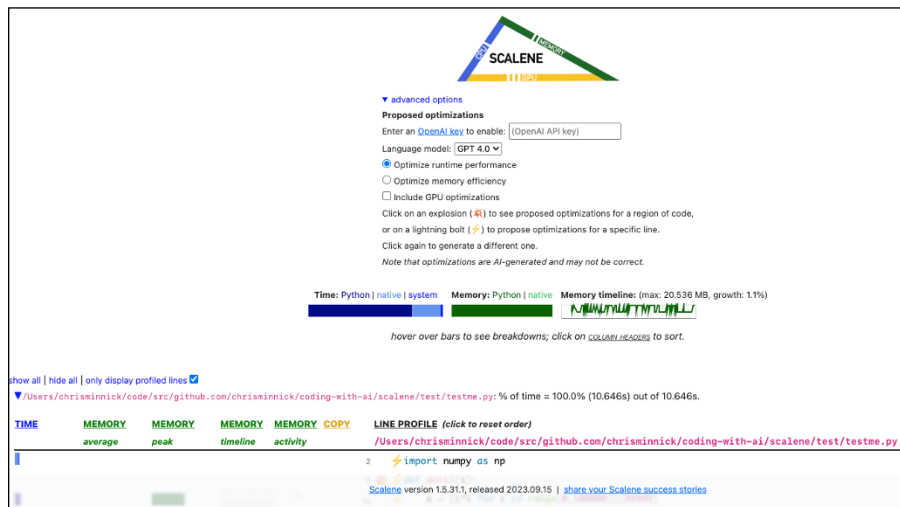 CPU
MEMORY
SCALENE
GPU
▼ advanced options
Proposed optimizations
Enter an OpenAI key to enable: (OpenAI API key)
Language model: GPT 4.0
Optimize runtime performance
Optimize memory efficiency
Include GPU optimizations
Click on an explosion (💥) to see proposed optimizations for a region of code,
or on a lightning bolt (⚡) to propose optimizations for a specific line.
Click again to generate a different one.
Note that optimizations are AI-generated and may not be correct.
Time: Python | native | system Memory: Python | native Memory timeline: (max: 20.536 MB, growth: 1.1%)
hover over bars to see breakdowns; click on COLUMN HEADERS to sort.
show all | hide all | only display profiled lines
▼/Users/chrisminnick/code/src/github.com/chrisminnick/coding-with-ai/scalene/test/testme.py: % of time = 100.0% (10.646s) out of 10.646s.
TIME MEMORY MEMORY MEMORY MEMORY COPY LINE PROFILE (click to reset order)
average peak timeline activity /Users/chrisminnick/code/src/github.com/chrisminnick/coding-with-ai/scalene/test/testme.py
2 ⚡import numpy as np
Scalene version 1.5.31.1, released 2023.09.15 | share your Scalene success stories